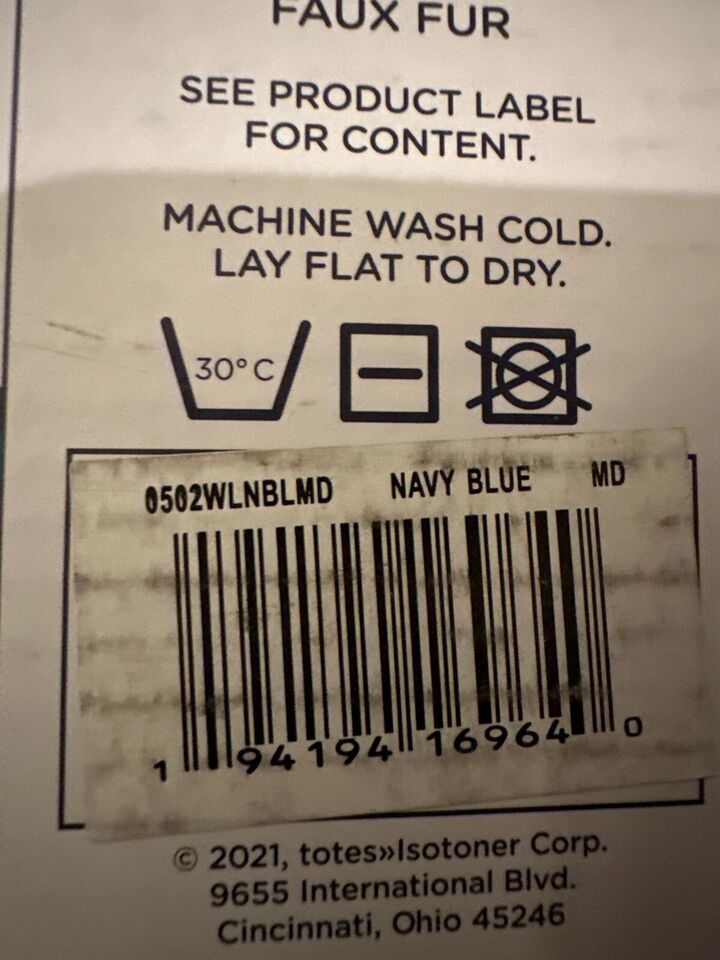 FAUX FUR
SEE PRODUCT LABEL
FOR CONTENT.
MACHINE WASH COLD.
LAY FLAT TO DRY.
30°C
0502WLNBLMD NAVY BLUE MD
1 94194 16964 0
© 2021, totes»Isotoner Corp.
9655 International Blvd.
Cincinnati, Ohio 45246